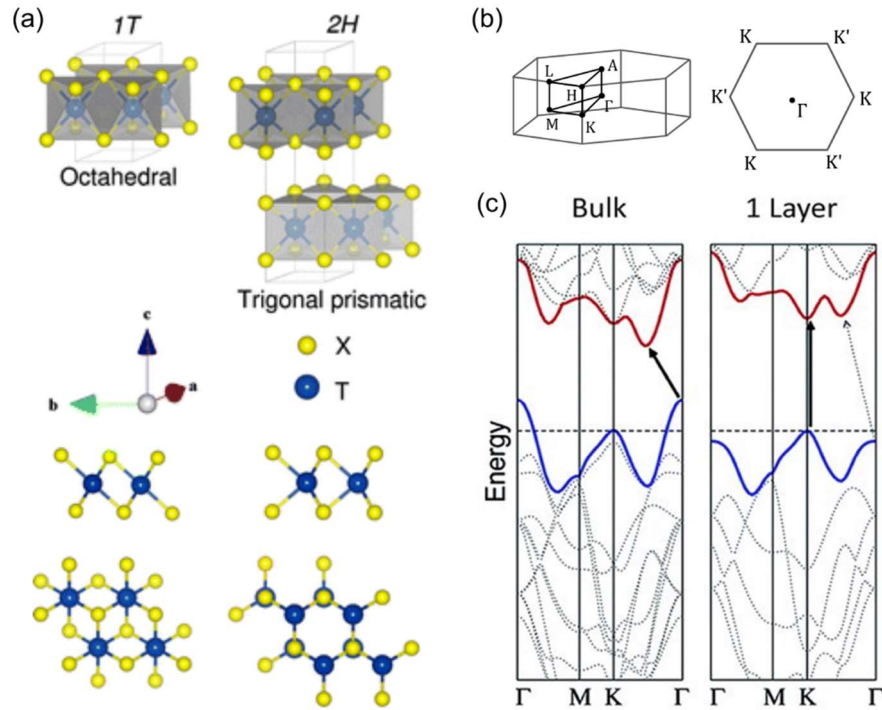 (a)
1T
2H
Octahedral
Trigonal prismatic
c
b
a
X
T
(b)
L
A
H
Γ
M
K
K
K'
K'
Γ
K
K
K'
(c)
Bulk
1 Layer
Energy
Γ M K Γ
Γ M K Γ